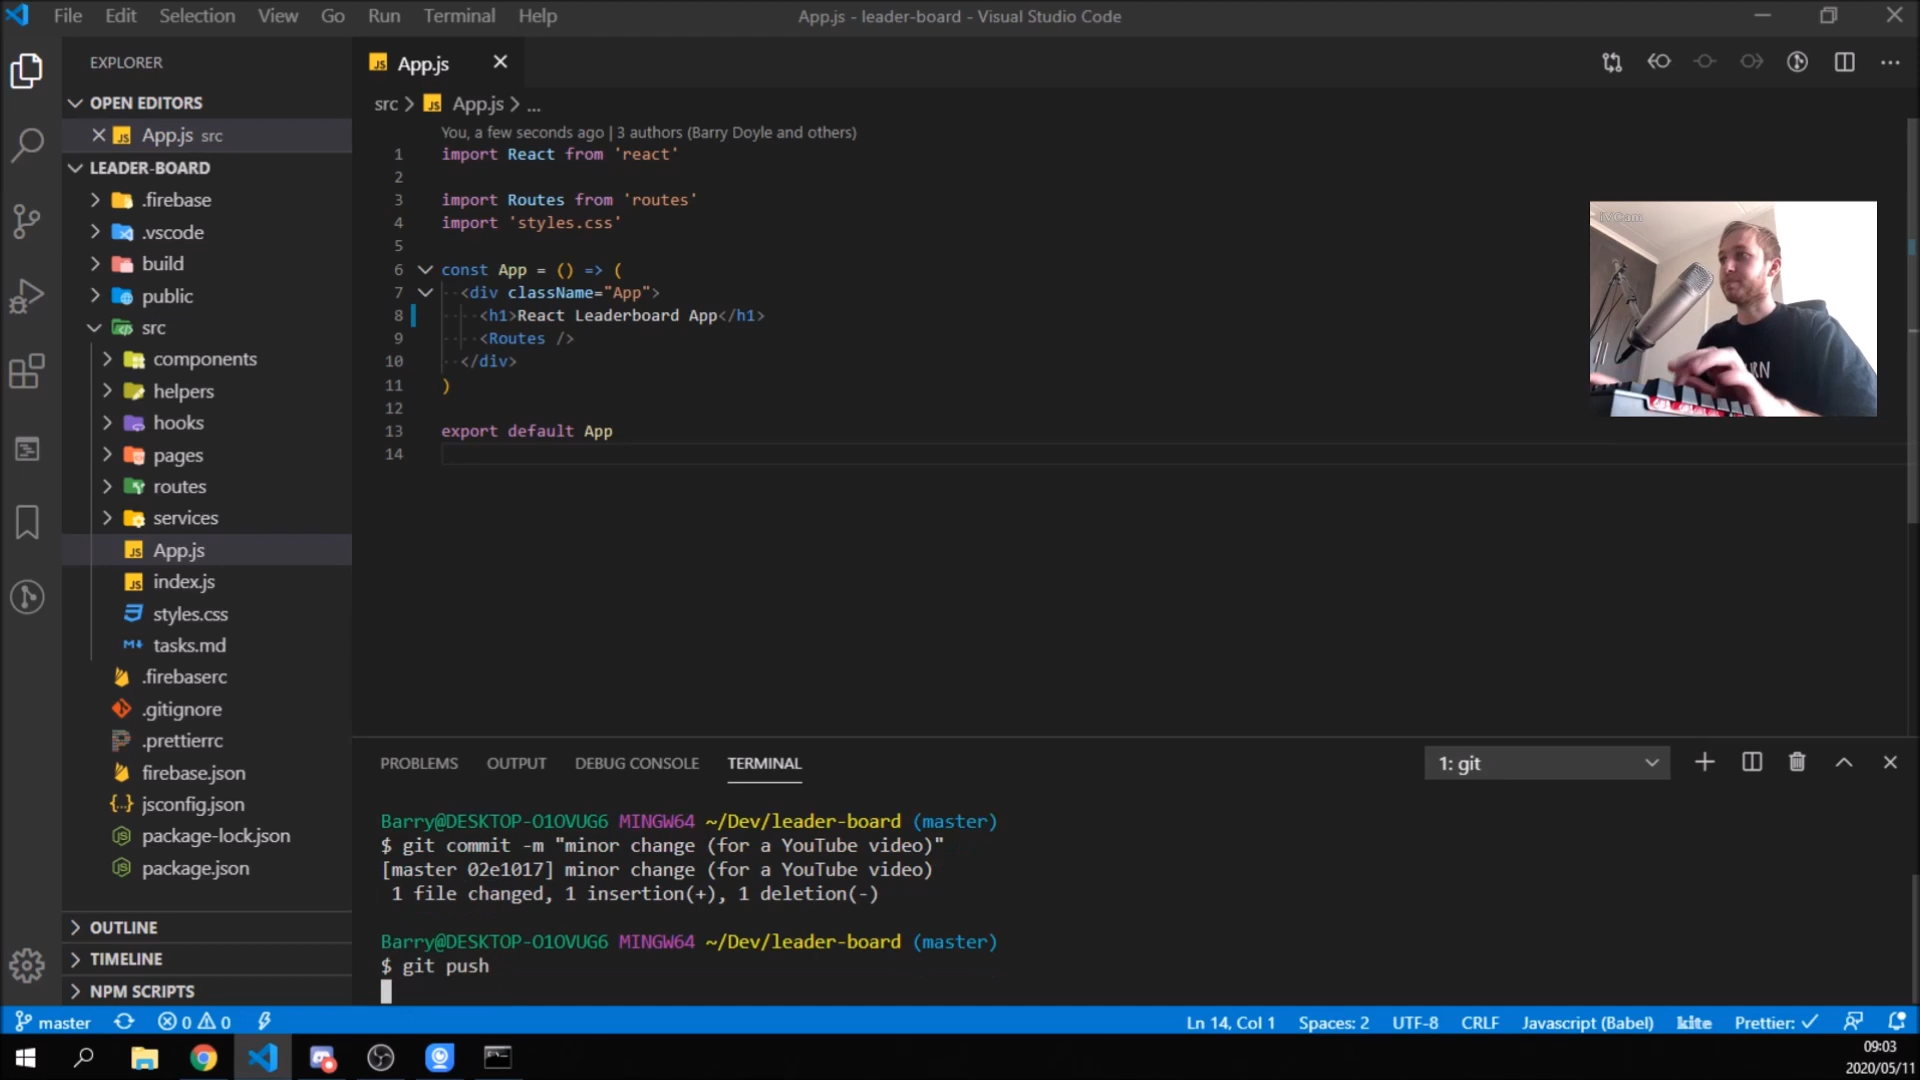 File Edit Selection View Go Run Terminal Help
App.js - leader-board - Visual Studio Code
EXPLORER
OPEN EDITORS
App.js src
LEADER-BOARD
.firebase
.vscode
build
public
src
components
helpers
hooks
pages
routes
services
App.js
index.js
styles.css
tasks.md
.firebaserc
.gitignore
.prettierrc
firebase.json
jsconfig.json
package-lock.json
package.json
OUTLINE
TIMELINE
NPM SCRIPTS
App.js
src > App.js > ...
You, a few seconds ago | 3 authors (Barry Doyle and others)
1 import React from 'react'
2
3 import Routes from 'routes'
4 import 'styles.css'
5
6 const App = () => (
7 <div className="App">
8 <h1>React Leaderboard App</h1>
9 <Routes />
10 </div>
11 )
12
13 export default App
14
iVCam
PROBLEMS OUTPUT DEBUG CONSOLE TERMINAL
1: git
Barry@DESKTOP-O1OVUG6 MINGW64 ~/Dev/leader-board (master)
$ git commit -m "minor change (for a YouTube video)"
[master 02e1017] minor change (for a YouTube video)
1 file changed, 1 insertion(+), 1 deletion(-)
Barry@DESKTOP-O1OVUG6 MINGW64 ~/Dev/leader-board (master)
$ git push
master 0 0 Ln 14, Col 1 Spaces: 2 UTF-8 CRLF Javascript (Babel) kite Prettier: ✓
09:03
2020/05/11